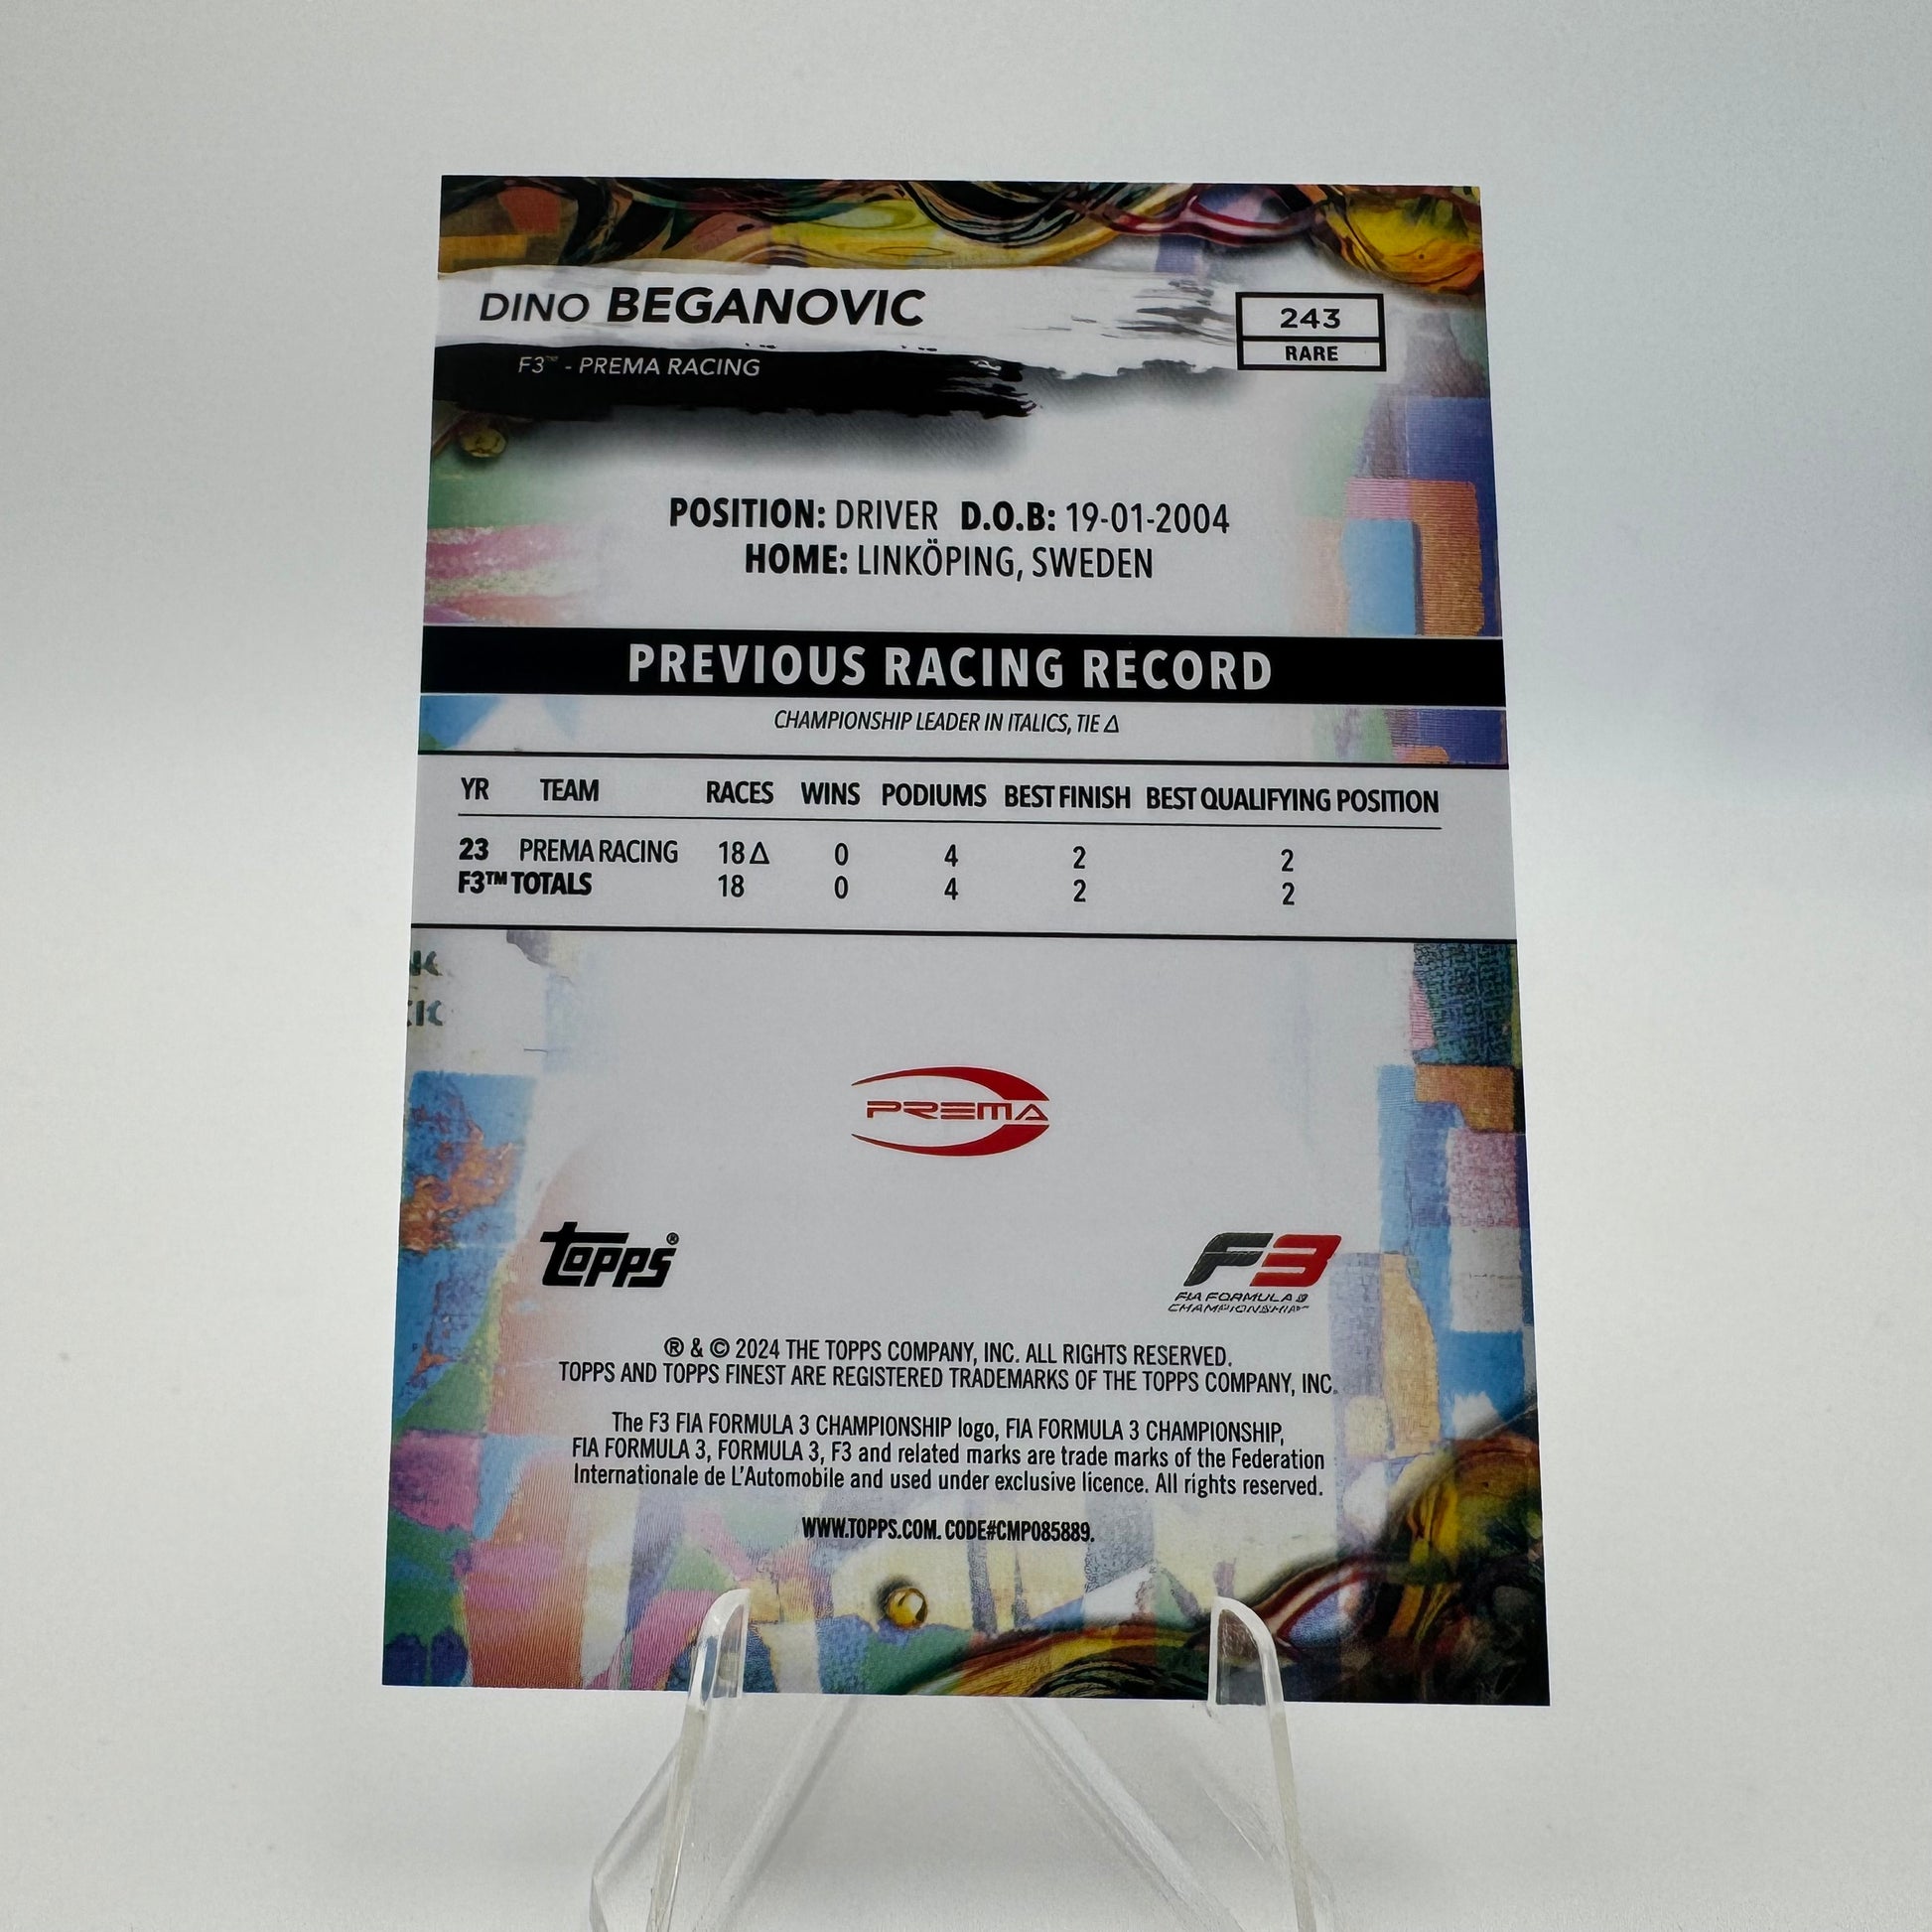 DINO BEGANOVIC
243
F3™ - PREMA RACING
RARE
POSITION: DRIVER D.O.B: 19-01-2004
HOME: LINKÖPING, SWEDEN
PREVIOUS RACING RECORD
CHAMPIONSHIP LEADER IN ITALICS, TIE Δ
YR TEAM RACES WINS PODIUMS BEST FINISH BEST QUALIFYING POSITION
23 PREMA RACING 18 Δ 0 4 2 2
F3™ TOTALS 18 0 4 2 2
PREMA
topps®
F3
FIA FORMULA 3
CHAMPIONSHIP™
® & © 2024 THE TOPPS COMPANY, INC. ALL RIGHTS RESERVED.
TOPPS AND TOPPS FINEST ARE REGISTERED TRADEMARKS OF THE TOPPS COMPANY, INC.
The F3 FIA FORMULA 3 CHAMPIONSHIP logo, FIA FORMULA 3 CHAMPIONSHIP,
FIA FORMULA 3, FORMULA 3, F3 and related marks are trade marks of the Federation
Internationale de L'Automobile and used under exclusive licence. All rights reserved.
WWW.TOPPS.COM. CODE#CMP085889.